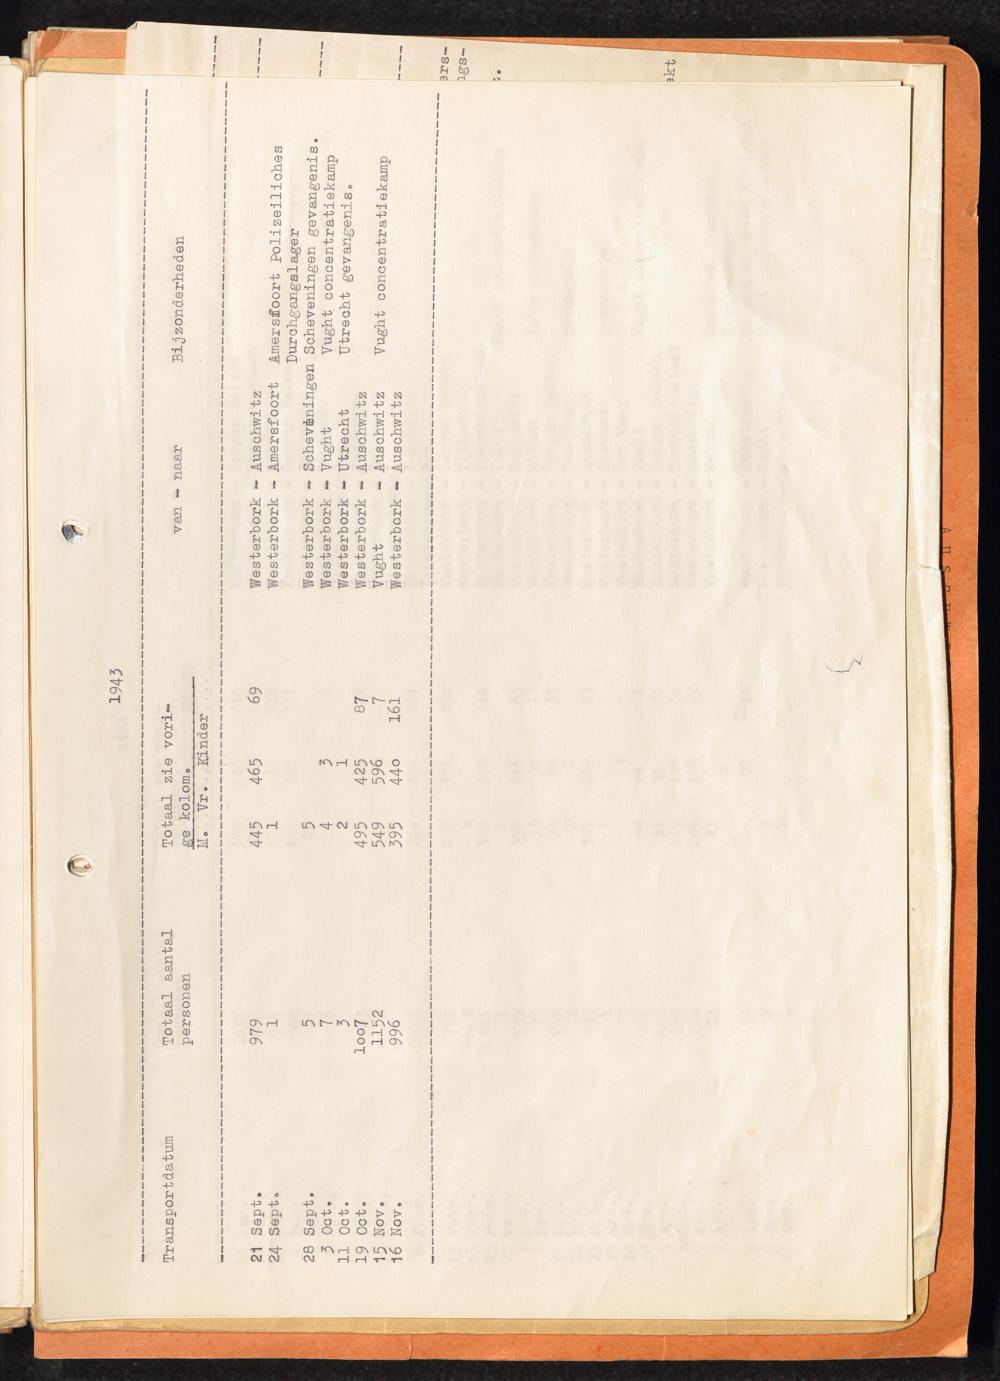 1943
Transportdatum Totaal aantal Totaal zie vori- van - naar Bijzonderheden
personen ge kolom.
M. Vr. Kinder
21 Sept. 979 445 465 69 Westerbork - Auschwitz
24 Sept. 1 1 Westerbork - Amersfoort Amersfoort Polizeiliches
Durchgangslager
28 Sept. 5 5 Westerbork - Scheveningen Scheveningen gevangenis.
3 Oct. 7 4 3 Westerbork - Vught Vught concentratiekamp
11 Oct. 3 2 1 Westerbork - Utrecht Utrecht gevangenis.
19 Oct. loo7 495 425 87 Westerbork - Auschwitz
15 Nov. 1152 549 596 7 Vught - Auschwitz Vught concentratiekamp
16 Nov. 996 395 44o 161 Westerbork - Auschwitz